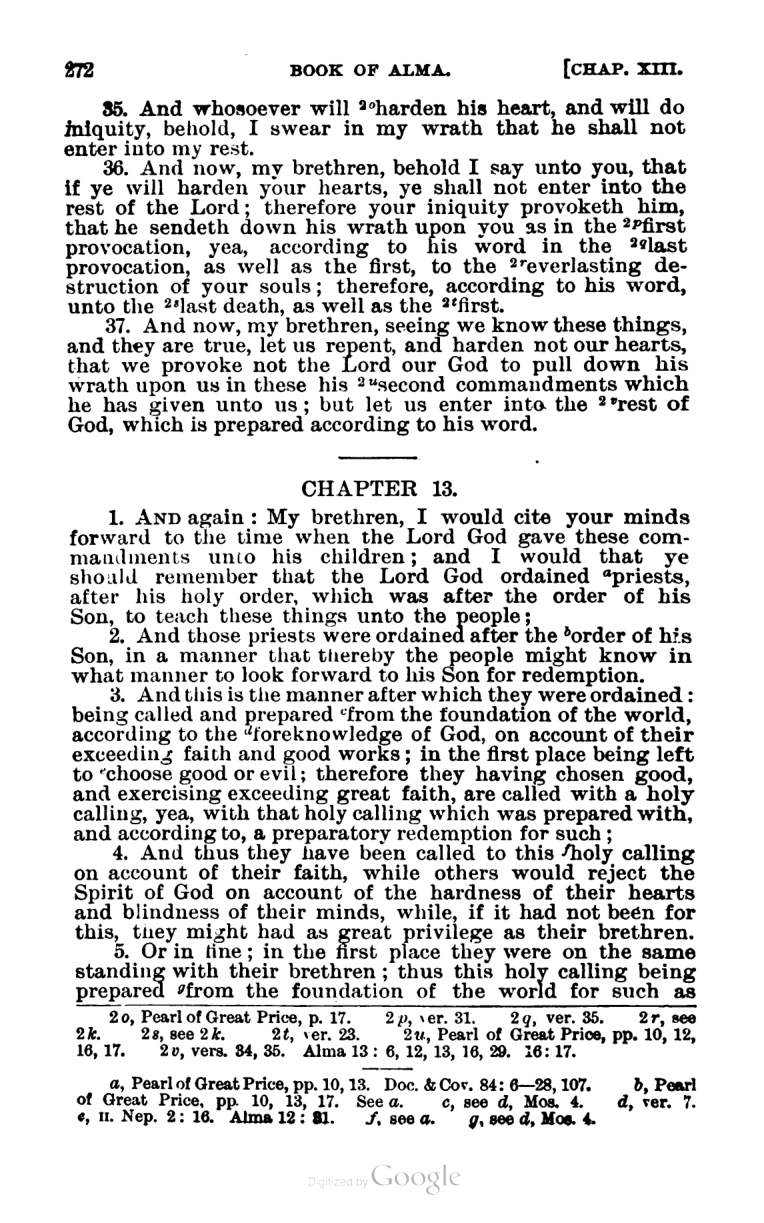 272 BOOK OF ALMA. [CHAP. XIII.
35. And whosoever will ²ᵒharden his heart, and will do
iniquity, behold, I swear in my wrath that he shall not
enter into my rest.
36. And now, my brethren, behold I say unto you, that
if ye will harden your hearts, ye shall not enter into the
rest of the Lord; therefore your iniquity provoketh him,
that he sendeth down his wrath upon you as in the ²ᵖfirst
provocation, yea, according to his word in the ²qlast
provocation, as well as the first, to the ²ʳeverlasting de-
struction of your souls; therefore, according to his word,
unto the ²ˢlast death, as well as the ²ᵗfirst.
37. And now, my brethren, seeing we know these things,
and they are true, let us repent, and harden not our hearts,
that we provoke not the Lord our God to pull down his
wrath upon us in these his ²ᵘsecond commandments which
he has given unto us; but let us enter into the ²ᵛrest of
God, which is prepared according to his word.
CHAPTER 13.
1. AND again: My brethren, I would cite your minds
forward to the time when the Lord God gave these com-
mandments unto his children; and I would that ye
should remember that the Lord God ordained ᵃpriests,
after his holy order, which was after the order of his
Son, to teach these things unto the people;
2. And those priests were ordained after the ᵇorder of his
Son, in a manner that thereby the people might know in
what manner to look forward to his Son for redemption.
3. And this is the manner after which they were ordained:
being called and prepared ᶜfrom the foundation of the world,
according to the ᵈforeknowledge of God, on account of their
exceeding faith and good works; in the first place being left
to ᵉchoose good or evil; therefore they having chosen good,
and exercising exceeding great faith, are called with a holy
calling, yea, with that holy calling which was prepared with,
and according to, a preparatory redemption for such;
4. And thus they have been called to this ᶠholy calling
on account of their faith, while others would reject the
Spirit of God on account of the hardness of their hearts
and blindness of their minds, while, if it had not been for
this, they might had as great privilege as their brethren.
5. Or in fine; in the first place they were on the same
standing with their brethren; thus this holy calling being
prepared ᵍfrom the foundation of the world for such as
2o, Pearl of Great Price, p. 17. 2p, ver. 31. 2q, ver. 35. 2r, see
2k. 2s, see 2k. 2t, ver. 23. 2u, Pearl of Great Price, pp. 10, 12,
16, 17. 2v, vers. 34, 35. Alma 13: 6, 12, 13, 16, 29. 16: 17.
a, Pearl of Great Price, pp. 10, 13. Doc. & Cov. 84: 6—28, 107. b, Pearl
of Great Price, pp. 10, 13, 17. See a. c, see d, Mos. 4. d, ver. 7.
e, II. Nep. 2: 16. Alma 12: 31. f, see a. g, see d, Mos. 4.
Digitized by Google